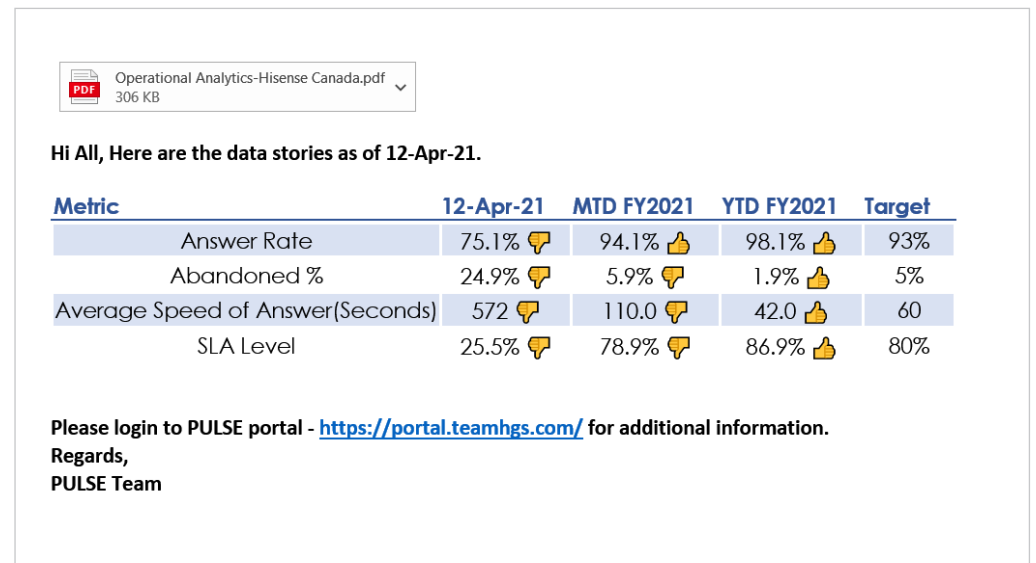 PDF
Operational Analytics-Hisense Canada.pdf
306 KB
Hi All, Here are the data stories as of 12-Apr-21.
Metric 12-Apr-21 MTD FY2021 YTD FY2021 Target
Answer Rate 75.1% 👎 94.1% 👍 98.1% 👍 93%
Abandoned % 24.9% 👎 5.9% 👎 1.9% 👍 5%
Average Speed of Answer(Seconds) 572 👎 110.0 👎 42.0 👍 60
SLA Level 25.5% 👎 78.9% 👎 86.9% 👍 80%
Please login to PULSE portal - https://portal.teamhgs.com/ for additional information.
Regards,
PULSE Team